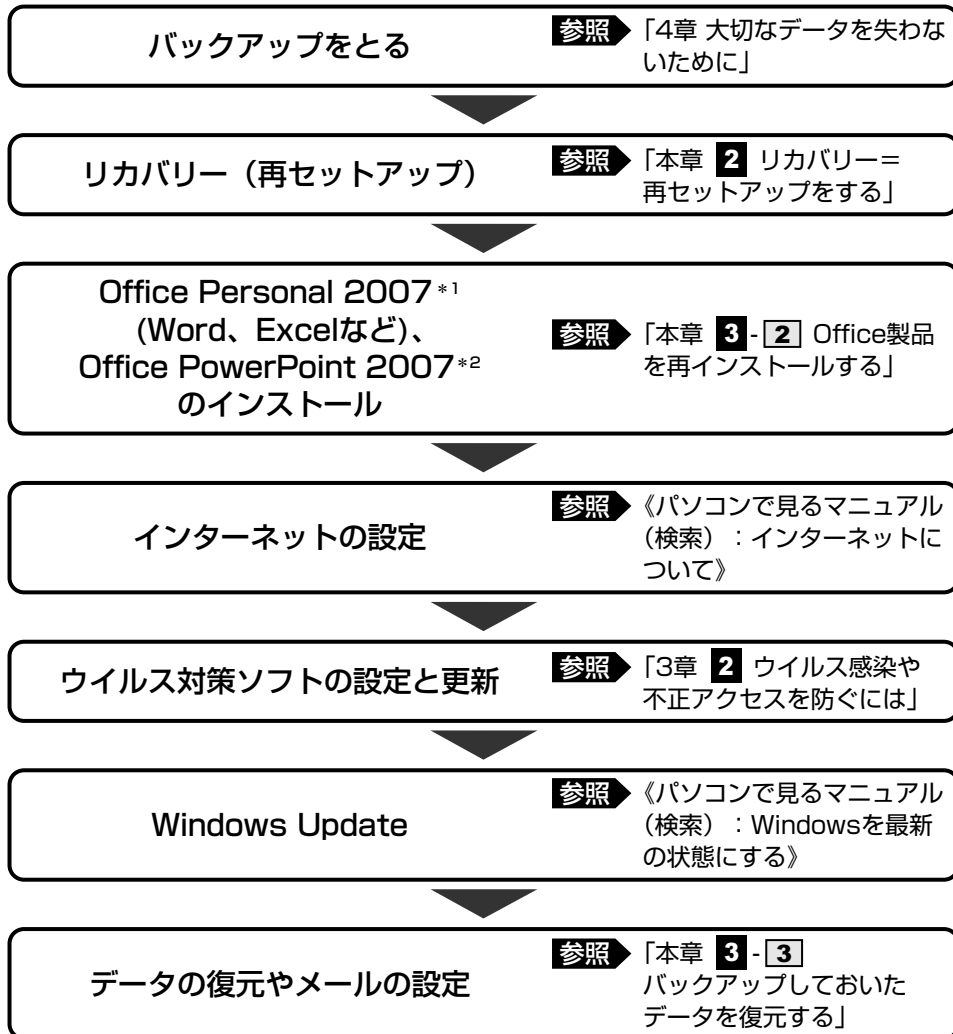 バックアップをとる
参照 「4章 大切なデータを失わな
いために」
リカバリー（再セットアップ）
参照 「本章 2 リカバリー＝
再セットアップをする」
Office Personal 2007*1
(Word、Excelなど)、
Office PowerPoint 2007*2
のインストール
参照 「本章 3 - 2 Office製品
を再インストールする」
インターネットの設定
参照 《パソコンで見るマニュアル
（検索）：インターネットに
ついて》
ウイルス対策ソフトの設定と更新
参照 「3章 2 ウイルス感染や
不正アクセスを防ぐには」
Windows Update
参照 《パソコンで見るマニュアル
（検索）：Windowsを最新
の状態にする》
データの復元やメールの設定
参照 「本章 3 - 3
バックアップしておいた
データを復元する」